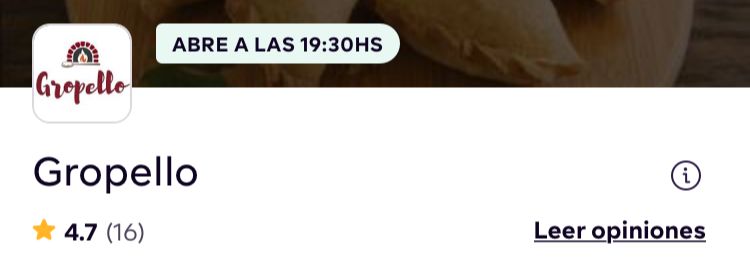 ABRE A LAS 19:30HS
Gropello
Gropello
4.7 (16)
Leer opiniones